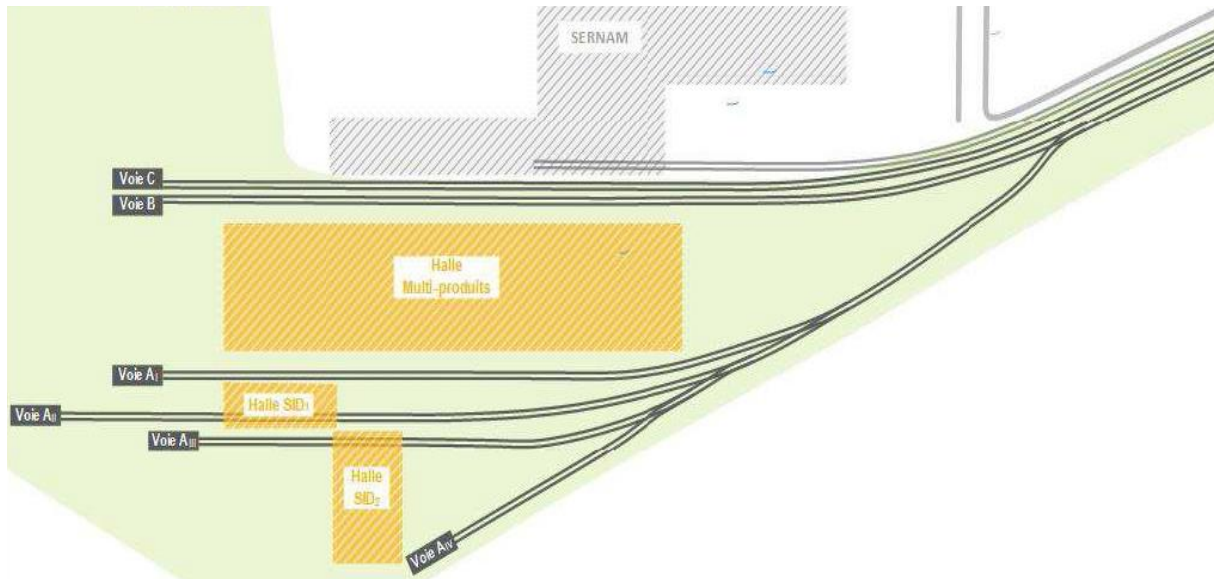 SERNAM
Voie C
Voie B
Halle
Multi-produits
Voie AI
Halle SID1
Voie AII
Voie AIII
Halle
SID2
Voie AIV